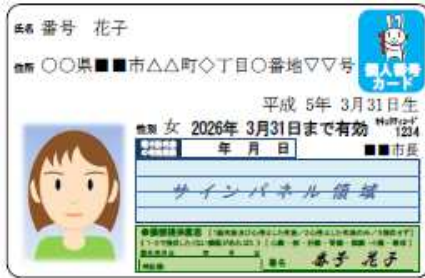 氏名 番号 花子
住所 ○○県■■市△△町◇丁目○番地▽▽号
個人番号
カード
平成 5年 3月31日生
性別 女 2026年 3月31日まで有効
1234
年 月 日
■■市長
サインパネル領域
署名 番号 花子